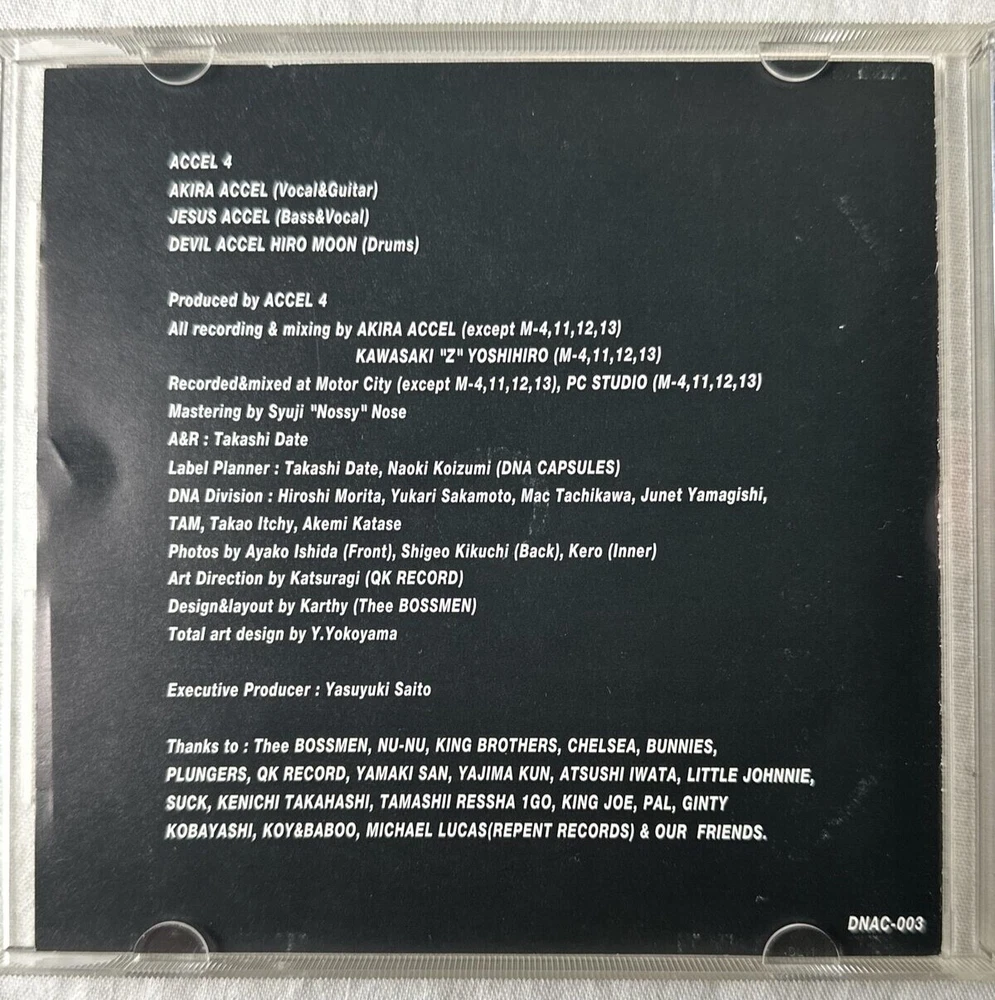 ACCEL 4
AKIRA ACCEL (Vocal&Guitar)
JESUS ACCEL (Bass&Vocal)
DEVIL ACCEL HIRO MOON (Drums)
Produced by ACCEL 4
All recording & mixing by AKIRA ACCEL (except M-4,11,12,13)
KAWASAKI "Z" YOSHIHIRO (M-4,11,12,13)
Recorded&mixed at Motor City (except M-4,11,12,13), PC STUDIO (M-4,11,12,13)
Mastering by Syuji "Nossy" Nose
A&R : Takashi Date
Label Planner : Takashi Date, Naoki Koizumi (DNA CAPSULES)
DNA Division : Hiroshi Morita, Yukari Sakamoto, Mac Tachikawa, Junet Yamagishi,
TAM, Takao Itchy, Akemi Katase
Photos by Ayako Ishida (Front), Shigeo Kikuchi (Back), Kero (Inner)
Art Direction by Katsuragi (QK RECORD)
Design&layout by Karthy (Thee BOSSMEN)
Total art design by Y.Yokoyama
Executive Producer : Yasuyuki Saito
Thanks to : Thee BOSSMEN, NU-NU, KING BROTHERS, CHELSEA, BUNNIES,
PLUNGERS, QK RECORD, YAMAKI SAN, YAJIMA KUN, ATSUSHI IWATA, LITTLE JOHNNIE,
SUCK, KENICHI TAKAHASHI, TAMASHII RESSHA 1GO, KING JOE, PAL, GINTY
KOBAYASHI, KOY&BABOO, MICHAEL LUCAS(REPENT RECORDS) & OUR FRIENDS.
DNAC-003